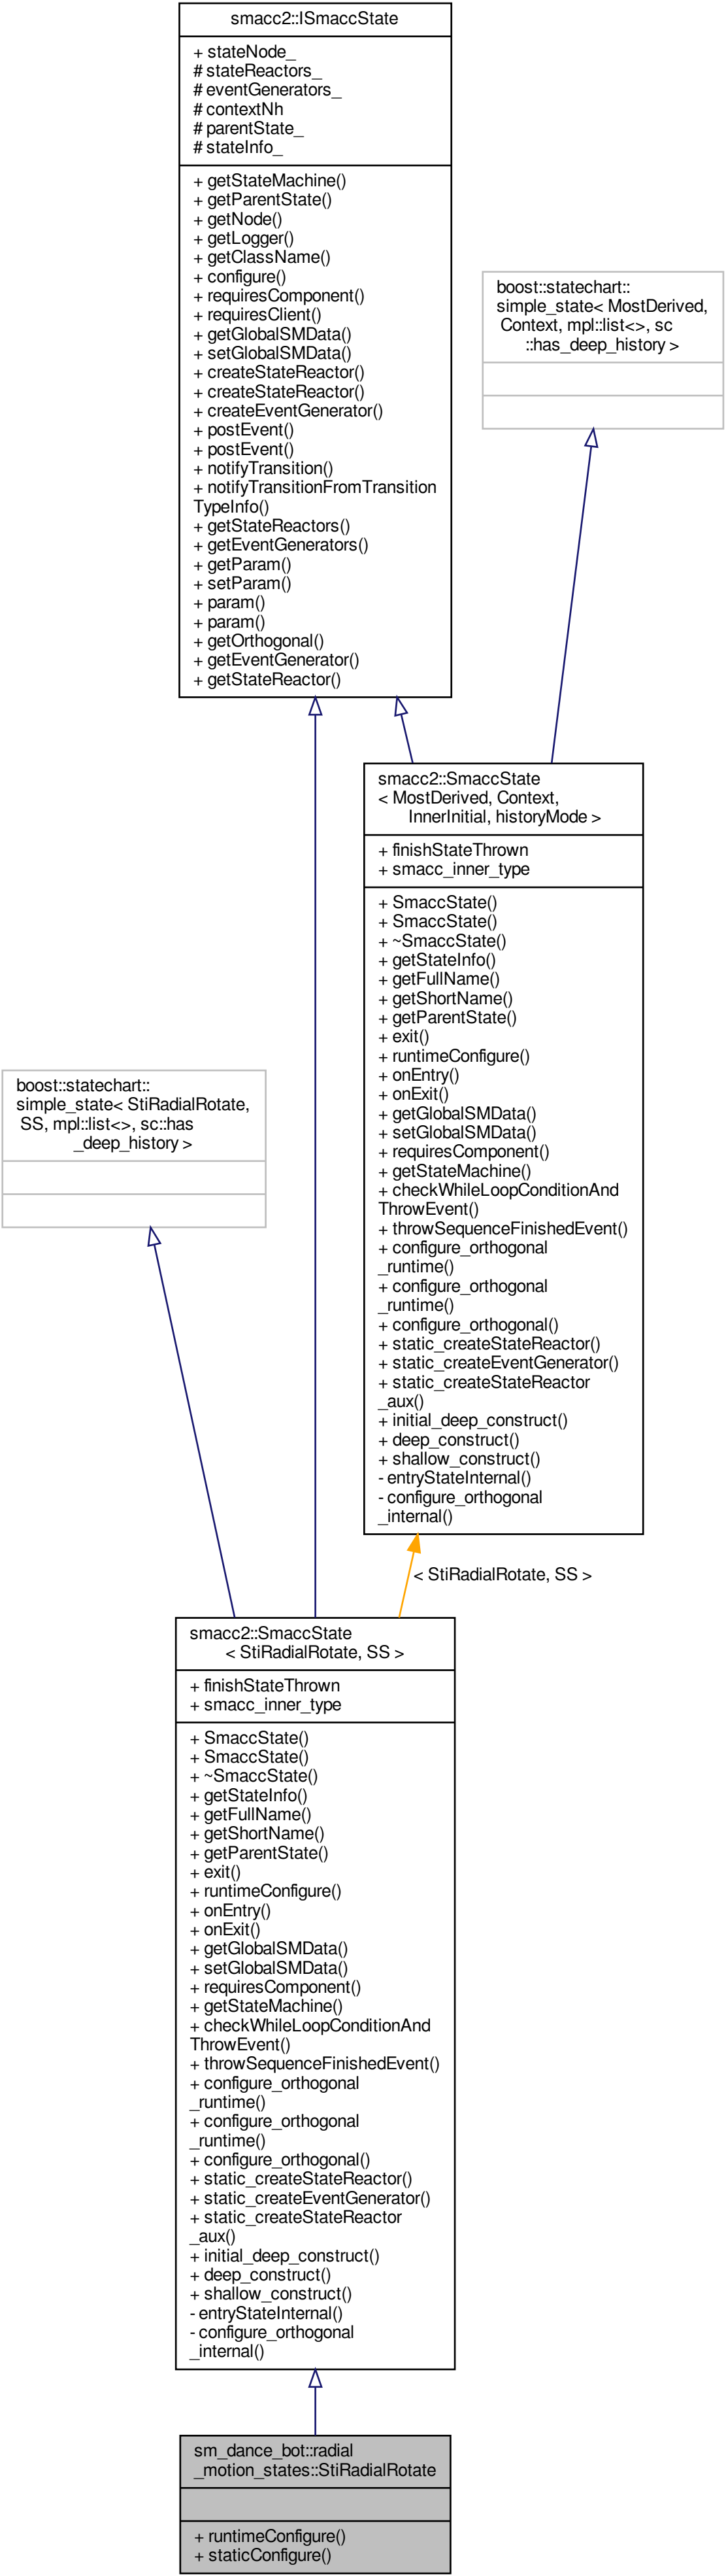 smacc2::ISmaccState
+ stateNode_
# stateReactors_
# eventGenerators_
# contextNh
# parentState_
# stateInfo_
+ getStateMachine()
+ getParentState()
+ getNode()
+ getLogger()
+ getClassName()
+ configure()
+ requiresComponent()
+ requiresClient()
+ getGlobalSMData()
+ setGlobalSMData()
+ createStateReactor()
+ createStateReactor()
+ createEventGenerator()
+ postEvent()
+ postEvent()
+ notifyTransition()
+ notifyTransitionFromTransition
TypeInfo()
+ getStateReactors()
+ getEventGenerators()
+ getParam()
+ setParam()
+ param()
+ param()
+ getOrthogonal()
+ getEventGenerator()
+ getStateReactor()
boost::statechart::
simple_state< MostDerived,
Context, mpl::list<>, sc
::has_deep_history >
smacc2::SmaccState
< MostDerived, Context,
InnerInitial, historyMode >
+ finishStateThrown
+ smacc_inner_type
+ SmaccState()
+ SmaccState()
+ ~SmaccState()
+ getStateInfo()
+ getFullName()
+ getShortName()
+ getParentState()
+ exit()
+ runtimeConfigure()
+ onEntry()
+ onExit()
+ getGlobalSMData()
+ setGlobalSMData()
+ requiresComponent()
+ getStateMachine()
+ checkWhileLoopConditionAnd
ThrowEvent()
+ throwSequenceFinishedEvent()
+ configure_orthogonal
_runtime()
+ configure_orthogonal
_runtime()
+ configure_orthogonal()
+ static_createStateReactor()
+ static_createEventGenerator()
+ static_createStateReactor
_aux()
+ initial_deep_construct()
+ deep_construct()
+ shallow_construct()
- entryStateInternal()
- configure_orthogonal
_internal()
boost::statechart::
simple_state< StiRadialRotate,
SS, mpl::list<>, sc::has
_deep_history >
< StiRadialRotate, SS >
smacc2::SmaccState
< StiRadialRotate, SS >
+ finishStateThrown
+ smacc_inner_type
+ SmaccState()
+ SmaccState()
+ ~SmaccState()
+ getStateInfo()
+ getFullName()
+ getShortName()
+ getParentState()
+ exit()
+ runtimeConfigure()
+ onEntry()
+ onExit()
+ getGlobalSMData()
+ setGlobalSMData()
+ requiresComponent()
+ getStateMachine()
+ checkWhileLoopConditionAnd
ThrowEvent()
+ throwSequenceFinishedEvent()
+ configure_orthogonal
_runtime()
+ configure_orthogonal
_runtime()
+ configure_orthogonal()
+ static_createStateReactor()
+ static_createEventGenerator()
+ static_createStateReactor
_aux()
+ initial_deep_construct()
+ deep_construct()
+ shallow_construct()
- entryStateInternal()
- configure_orthogonal
_internal()
sm_dance_bot::radial
_motion_states::StiRadialRotate
+ runtimeConfigure()
+ staticConfigure()